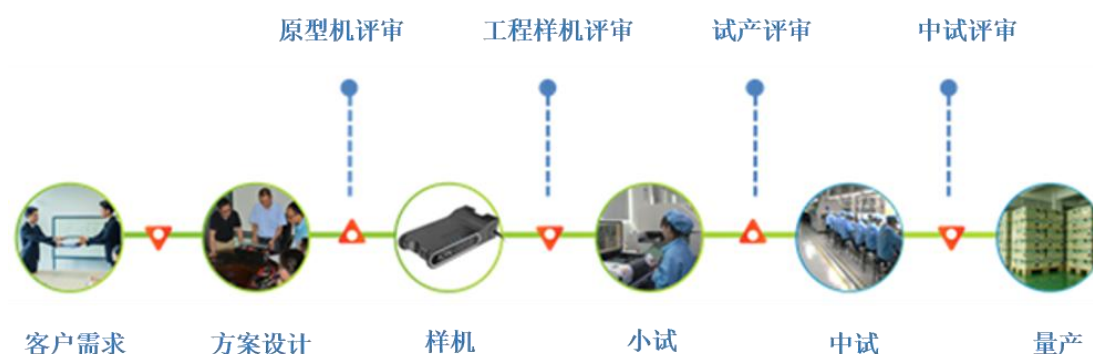 原型机评审
工程样机评审
试产评审
中试评审
客户需求
方案设计
样机
小试
中试
量产